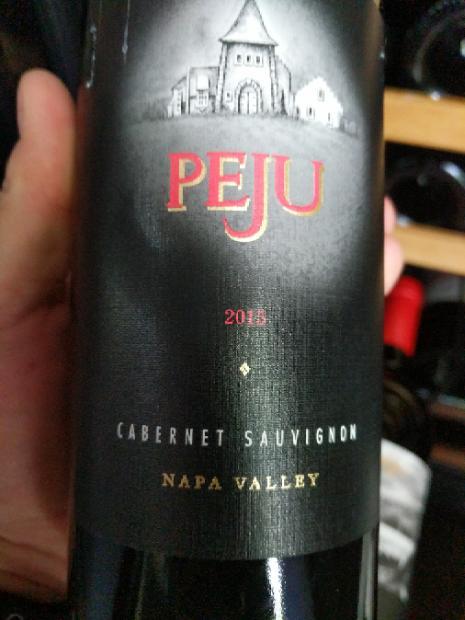 PEJU
2015
CABERNET SAUVIGNON
NAPA VALLEY